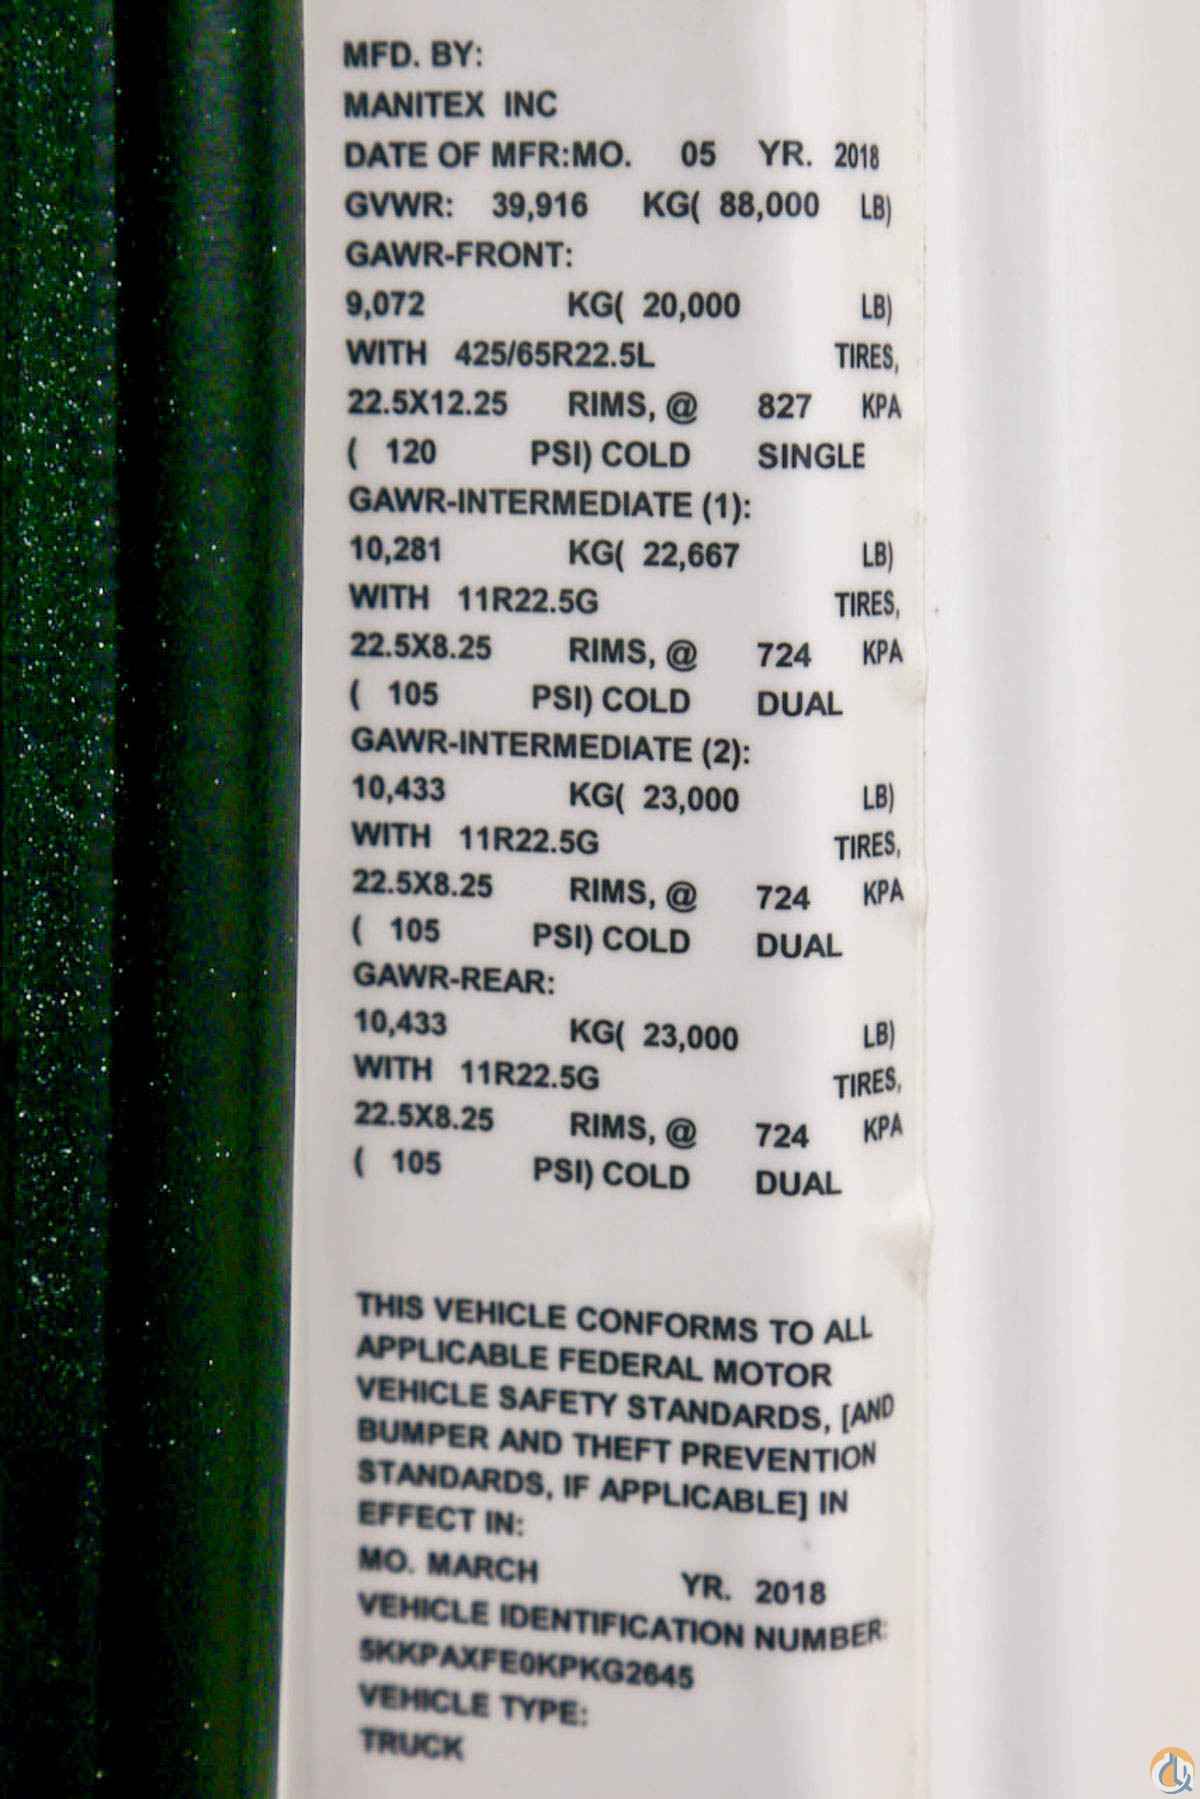 MFD. BY:
MANITEX INC
DATE OF MFR:MO. 05 YR. 2018
GVWR: 39,916 KG( 88,000 LB)
GAWR-FRONT:
9,072 KG( 20,000 LB)
WITH 425/65R22.5L TIRES,
22.5X12.25 RIMS, @ 827 KPA
( 120 PSI) COLD SINGLE
GAWR-INTERMEDIATE (1):
10,281 KG( 22,667 LB)
WITH 11R22.5G TIRES,
22.5X8.25 RIMS, @ 724 KPA
( 105 PSI) COLD DUAL
GAWR-INTERMEDIATE (2):
10,433 KG( 23,000 LB)
WITH 11R22.5G TIRES,
22.5X8.25 RIMS, @ 724 KPA
( 105 PSI) COLD DUAL
GAWR-REAR:
10,433 KG( 23,000 LB)
WITH 11R22.5G TIRES,
22.5X8.25 RIMS, @ 724 KPA
( 105 PSI) COLD DUAL
THIS VEHICLE CONFORMS TO ALL
APPLICABLE FEDERAL MOTOR
VEHICLE SAFETY STANDARDS, [AND
BUMPER AND THEFT PREVENTION
STANDARDS, IF APPLICABLE] IN
EFFECT IN:
MO. MARCH YR. 2018
VEHICLE IDENTIFICATION NUMBER:
5KKPAXFE0KPKG2645
VEHICLE TYPE:
TRUCK